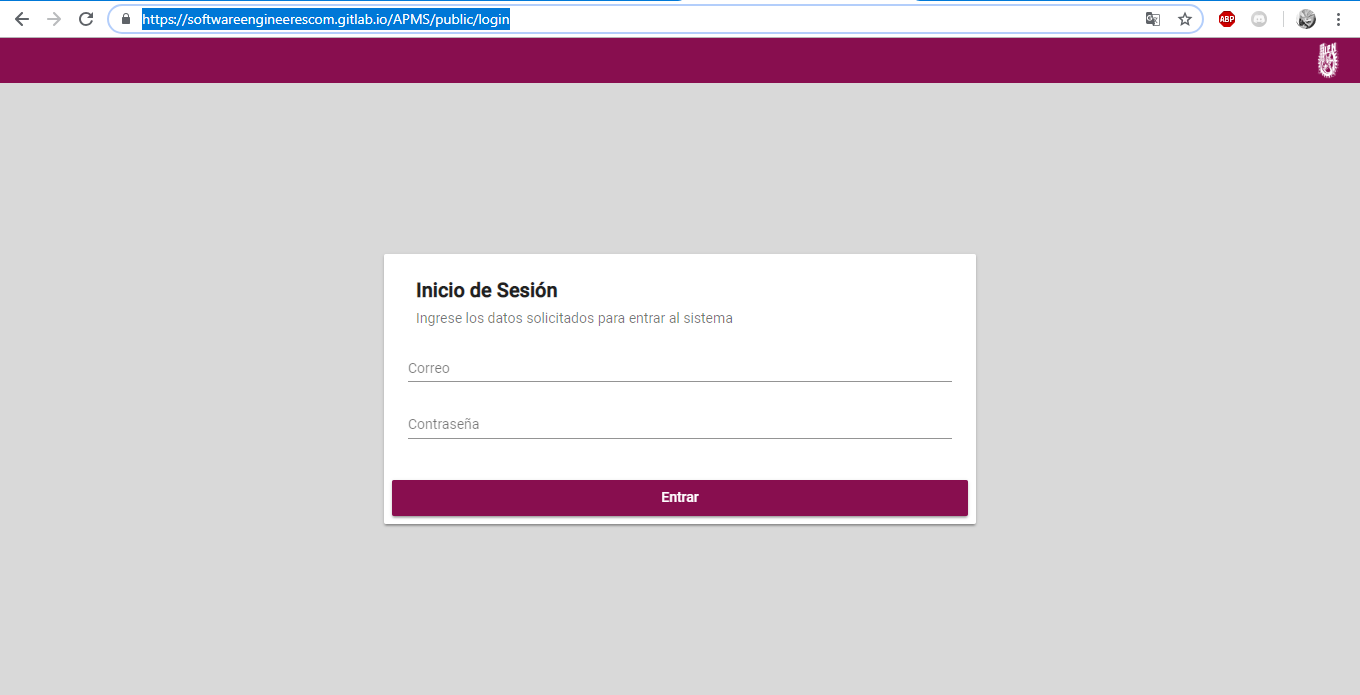 https://softwareengineerescom.gitlab.io/APMS/public/login
ABP
Inicio de Sesión
Ingrese los datos solicitados para entrar al sistema
Correo
Contraseña
Entrar